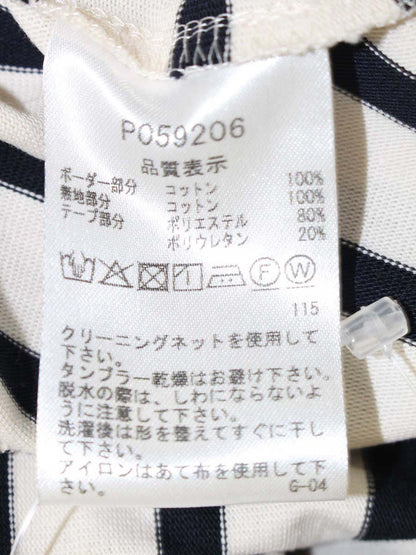 P059206
品質表示
ボーダー部分 コットン 100%
無地部分 コットン 100%
テープ部分 ポリエステル 80%
ポリウレタン 20%
F W
115
クリーニングネットを使用して
下さい。
タンブラー乾燥はお避け下さい。
脱水の際は、しわにならないよ
うに注意して下さい。
洗濯後は形を整えてすぐに干し
て下さい。
アイロンはあて布を使用して下
さい。 G-04